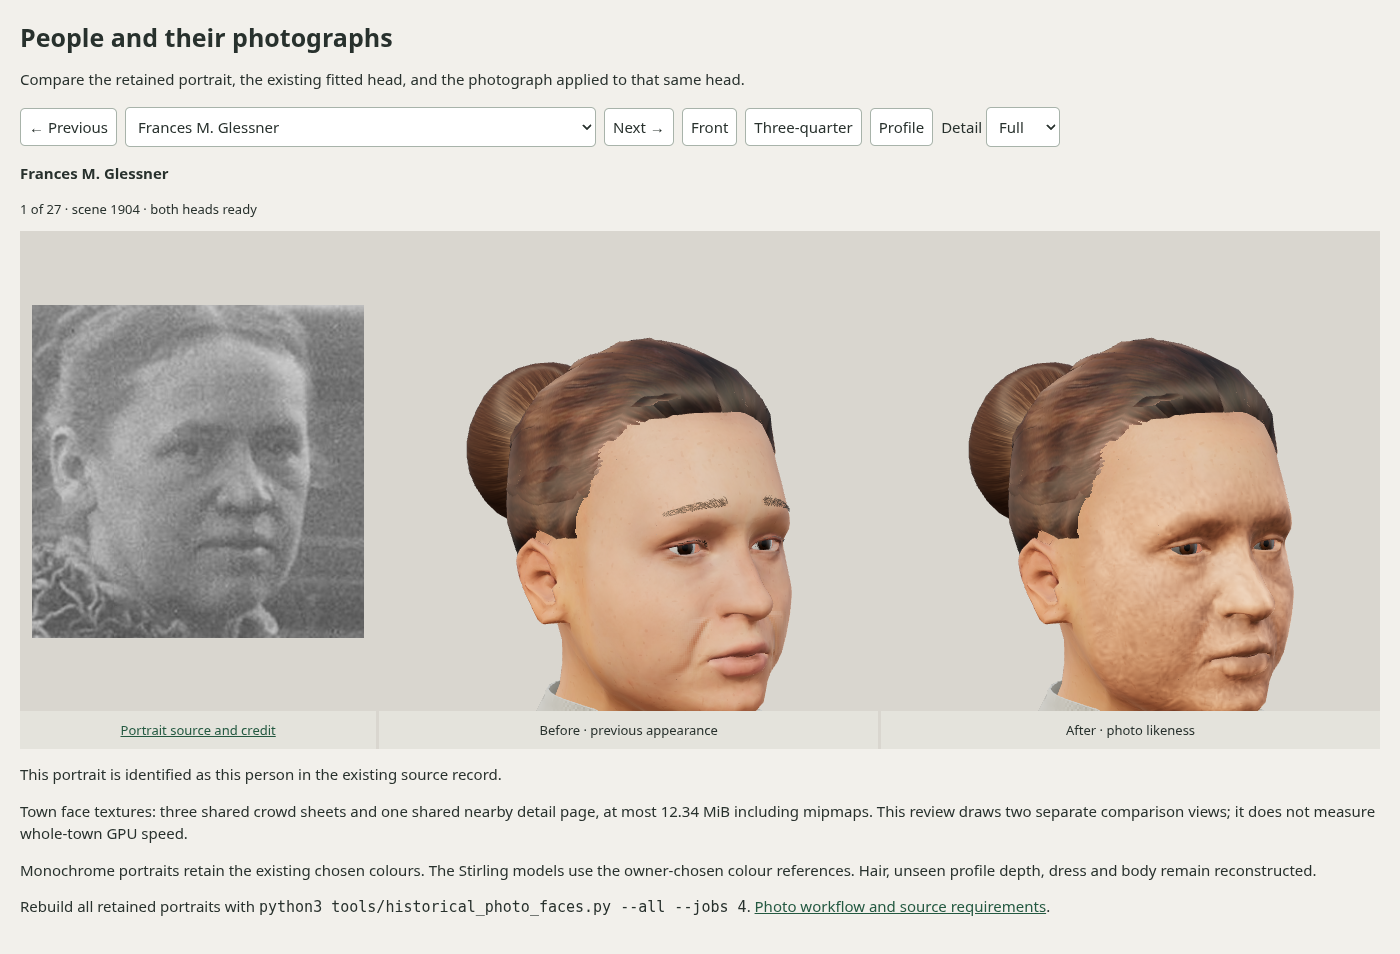 People and their photographs
Compare the retained portrait, the existing fitted head, and the photograph applied to that same head.
← Previous Frances M. Glessner Next → Front Three-quarter Profile Detail Full
Frances M. Glessner
1 of 27 · scene 1904 · both heads ready
Portrait source and credit Before · previous appearance After · photo likeness
This portrait is identified as this person in the existing source record.
Town face textures: three shared crowd sheets and one shared nearby detail page, at most 12.34 MiB including mipmaps. This review draws two separate comparison views; it does not measure
whole-town GPU speed.
Monochrome portraits retain the existing chosen colours. The Stirling models use the owner-chosen colour references. Hair, unseen profile depth, dress and body remain reconstructed.
Rebuild all retained portraits with python3 tools/historical_photo_faces.py --all --jobs 4. Photo workflow and source requirements.